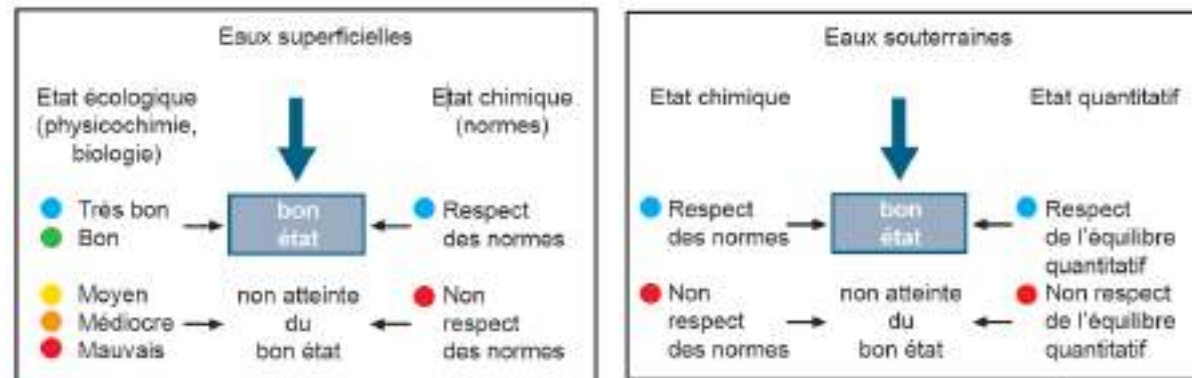 Eaux superficielles
Etat écologique
(physicochimie,
biologie)
Etat chimique
(normes)
Très bon
Bon
bon
état
Respect
des normes
Moyen
Médiocre
Mauvais
non atteinte
du
bon état
Non
respect
des normes
Eaux souterraines
Etat chimique
Etat quantitatif
Respect
des normes
bon
état
Respect
de l'équilibre
quantitatif
Non
respect
des normes
non atteinte
du
bon état
Non respect
de l'équilibre
quantitatif